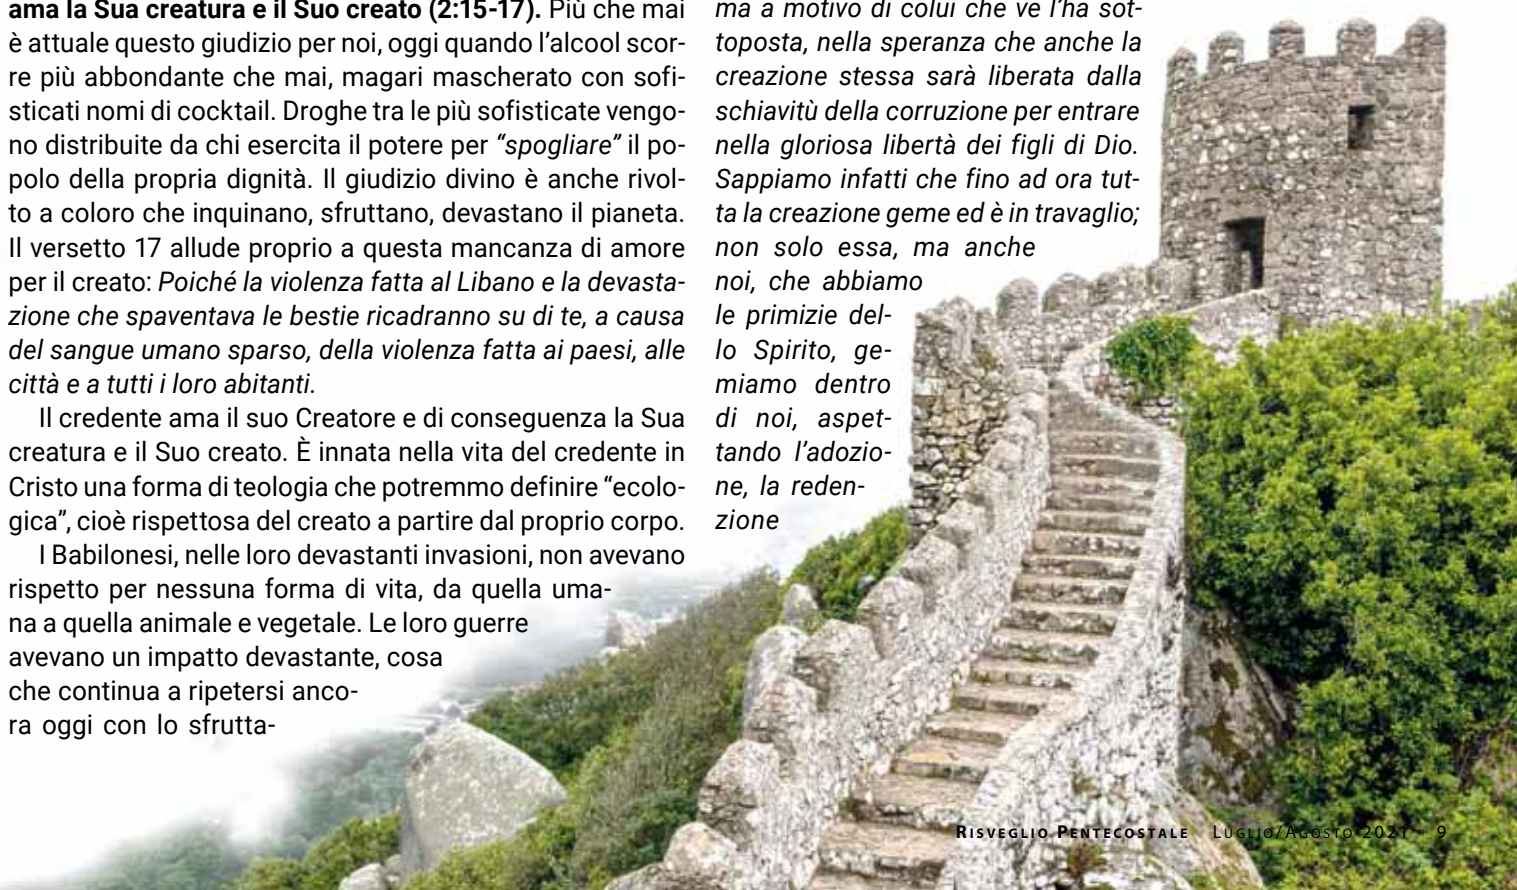 ama la Sua creatura e il Suo creato (2:15-17). Più che mai
è attuale questo giudizio per noi, oggi quando l’alcool scor-
re più abbondante che mai, magari mascherato con sofi-
sticati nomi di cocktail. Droghe tra le più sofisticate vengo-
no distribuite da chi esercita il potere per “spogliare” il po-
polo della propria dignità. Il giudizio divino è anche rivol-
to a coloro che inquinano, sfruttano, devastano il pianeta.
Il versetto 17 allude proprio a questa mancanza di amore
per il creato: Poiché la violenza fatta al Libano e la devasta-
zione che spaventava le bestie ricadranno su di te, a causa
del sangue umano sparso, della violenza fatta ai paesi, alle
città e a tutti i loro abitanti.
Il credente ama il suo Creatore e di conseguenza la Sua
creatura e il Suo creato. È innata nella vita del credente in
Cristo una forma di teologia che potremmo definire “ecolo-
gica”, cioè rispettosa del creato a partire dal proprio corpo.
I Babilonesi, nelle loro devastanti invasioni, non avevano
rispetto per nessuna forma di vita, da quella uma-
na a quella animale e vegetale. Le loro guerre
avevano un impatto devastante, cosa
che continua a ripetersi anco-
ra oggi con lo sfrutta-
ma a motivo di colui che ve l’ha sot-
toposta, nella speranza che anche la
creazione stessa sarà liberata dalla
schiavitù della corruzione per entrare
nella gloriosa libertà dei figli di Dio.
Sappiamo infatti che fino ad ora tut-
ta la creazione geme ed è in travaglio;
non solo essa, ma anche
noi, che abbiamo
le primizie del-
lo Spirito, ge-
miamo dentro
di noi, aspet-
tando l’adozio-
ne, la reden-
zione
Risveglio Pentecostale Luglio/Agosto 2021 9